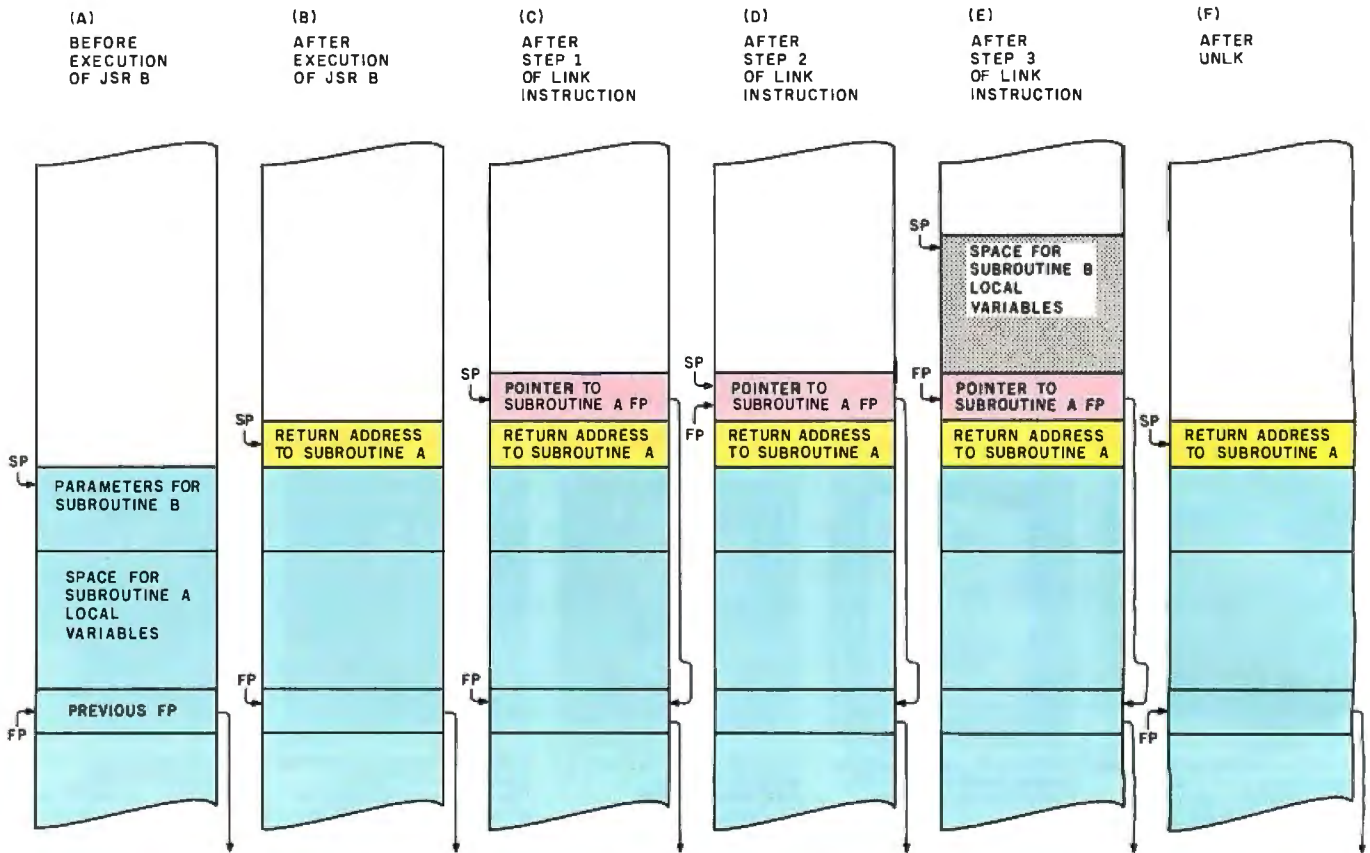 (A)
BEFORE
EXECUTION
OF JSR B
(B)
AFTER
EXECUTION
OF JSR B
(C)
AFTER
STEP 1
OF LINK
INSTRUCTION
(D)
AFTER
STEP 2
OF LINK
INSTRUCTION
(E)
AFTER
STEP 3
OF LINK
INSTRUCTION
(F)
AFTER
UNLK
SP
PARAMETERS FOR
SUBROUTINE B
SPACE FOR
SUBROUTINE A
LOCAL
VARIABLES
PREVIOUS FP
FP
SP
RETURN ADDRESS
TO SUBROUTINE A
FP
SP
POINTER TO
SUBROUTINE A FP
RETURN ADDRESS
TO SUBROUTINE A
FP
SP
POINTER TO
SUBROUTINE A FP
FP
RETURN ADDRESS
TO SUBROUTINE A
SP
SPACE FOR
SUBROUTINE B
LOCAL
VARIABLES
FP
POINTER TO
SUBROUTINE A FP
RETURN ADDRESS
TO SUBROUTINE A
SP
RETURN ADDRESS
TO SUBROUTINE A
FP